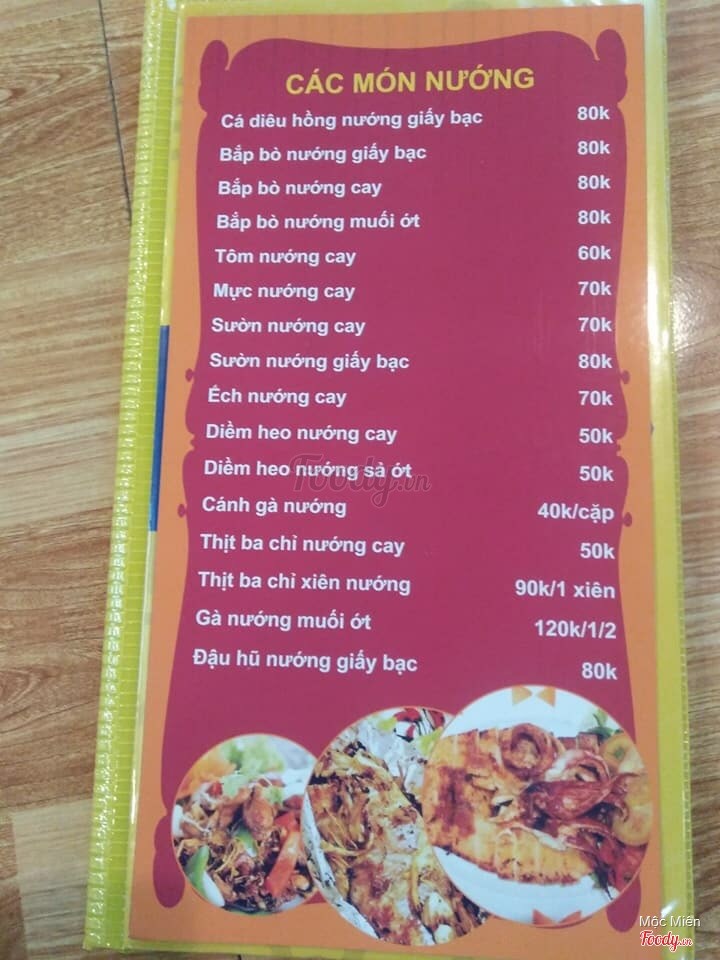 CÁC MÓN NƯỚNG
Cá diêu hồng nướng giấy bạc 80k
Bắp bò nướng giấy bạc 80k
Bắp bò nướng cay 80k
Bắp bò nướng muối ớt 80k
Tôm nướng cay 60k
Mực nướng cay 70k
Sườn nướng cay 70k
Sườn nướng giấy bạc 80k
Ếch nướng cay 70k
Diềm heo nướng cay 50k
Diềm heo nướng sả ớt 50k
Foody.vn
Cánh gà nướng 40k/cặp
Thịt ba chỉ nướng cay 50k
Thịt ba chỉ xiên nướng 90k/1 xiên
Gà nướng muối ớt 120k/1/2
Đậu hũ nướng giấy bạc 80k
Mộc Miên
Foody.vn